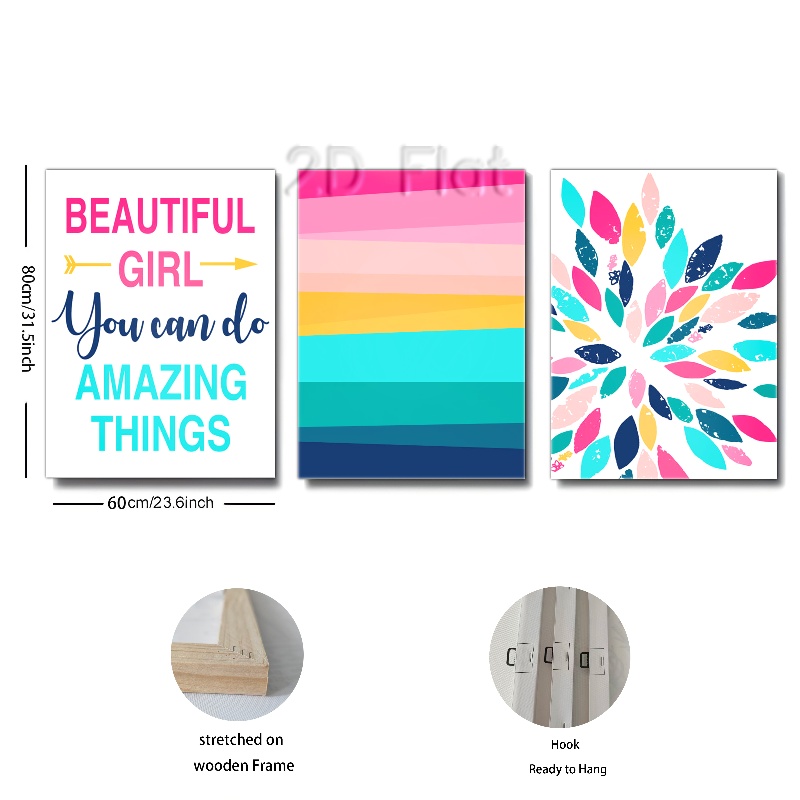 2D Flat
BEAUTIFUL
GIRL
You can do
AMAZING
THINGS
80cm/31.5inch
60cm/23.6inch
stretched on
wooden Frame
Hook
Ready to Hang